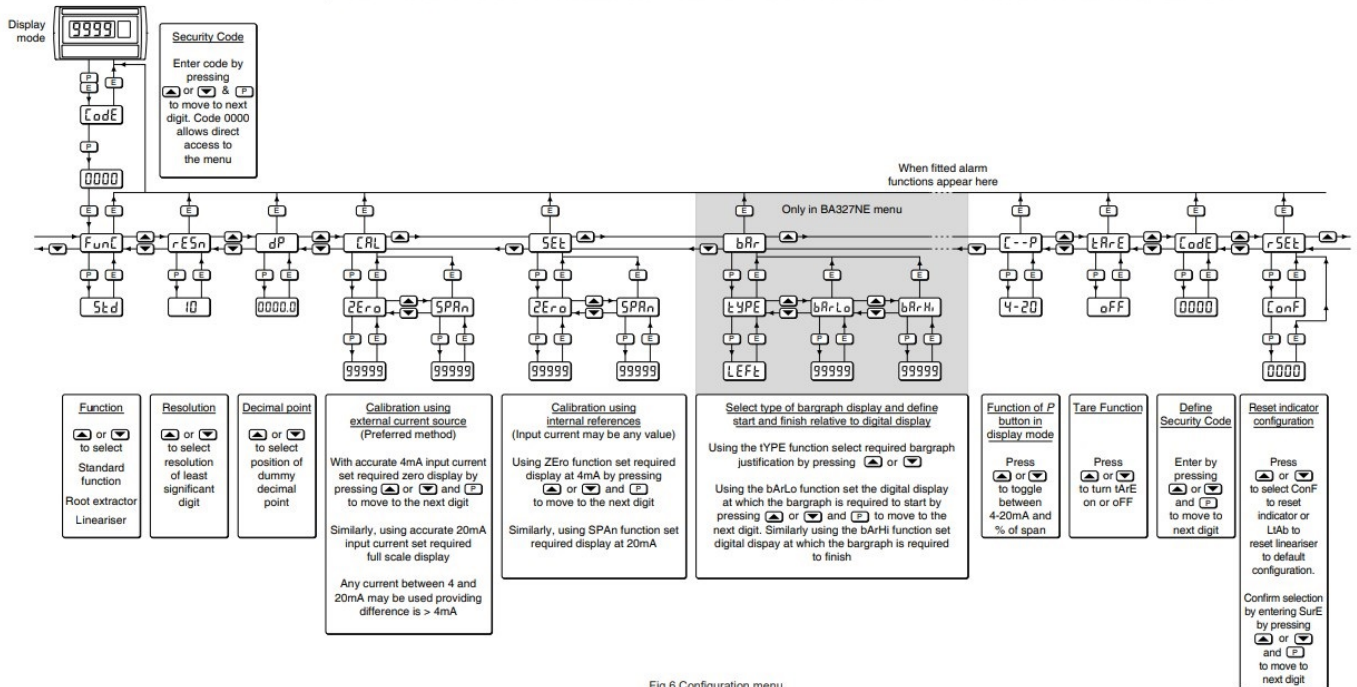 Display
mode
9999
Security Code
Enter code by
pressing
or & P
to move to next
digit. Code 0000
allows direct
access to
the menu
P
E
E
CodE
P
0000
When fitted alarm
functions appear here
Only in BA327NE menu
E E E E E E E E E E E
FunC rESn dP CAL SEt bAr C--P tArE CodE rSEt
P E P E P E P E P E P E P E P E
Std 10 0000.0 ZEro SPAn ZEro SPAn tYPE bArLo bArHi 4-20 oFF 0000 ConF
P E P E P E P E P E P E P E P E
99999 99999 99999 99999 LEFt 99999 99999 0000
Function
or
to select
Standard
function
Root extractor
Lineariser
Resolution
or
to select
resolution
of least
significant
digit
Decimal point
or
to select
position of
dummy
decimal
point
Calibration using
external current source
(Preferred method)
With accurate 4mA input current
set required zero display by
pressing or and P
to move to the next digit
Similarly, using accurate 20mA
input current set required
full scale display
Any current between 4 and
20mA may be used providing
difference is > 4mA
Calibration using
internal references
(Input current may be any value)
Using ZEro function set required
display at 4mA by pressing
or and P
to move to the next digit
Similarly, using SPAn function set
required display at 20mA
Select type of bargraph display and define
start and finish relative to digital display
Using the tYPE function select required bargraph
justification by pressing or
Using the bArLo function set the digital display
at which the bargraph is required to start by
pressing or and P to move to the
next digit. Similarly using the bArHi function set
digital dispay at which the bargraph is required
to finish
Function of P
button in
display mode
Press
or
to toggle
between
4-20mA and
% of span
Tare Function
Press
or
to turn tArE
on or oFF
Define
Security Code
Enter by
pressing
or
and P
to move to
next digit
Reset indicator
configuration
Press
or
to select ConF
to reset
indicator or
LtAb to
reset lineariser
to default
configuration.
Confirm selection
by entering SurE
by pressing
or
and P
to move to
next digit
Fig 6 Configuration menu